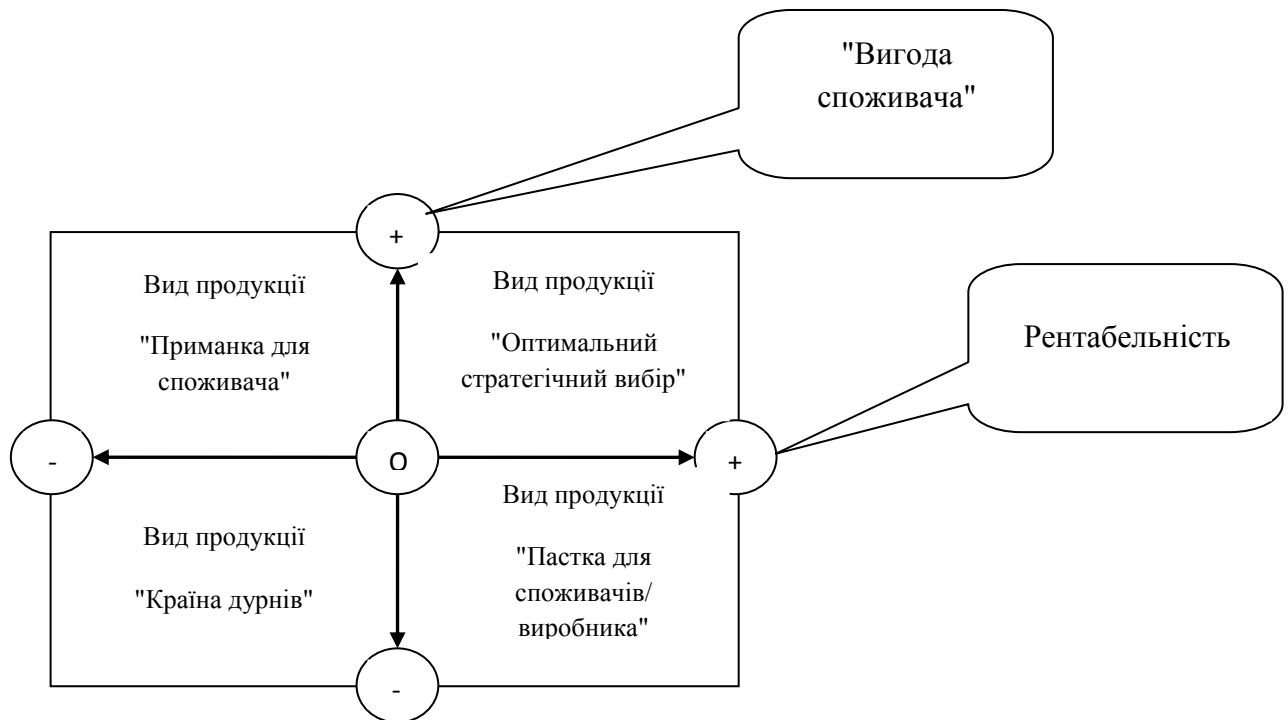 "Вигода
споживача"
+
Вид продукції
"Приманка для
споживача"
Вид продукції
"Оптимальний
стратегічний вибір"
Рентабельність
-
О
+
Вид продукції
"Країна дурнів"
Вид продукції
"Пастка для
споживачів/
виробника"
-